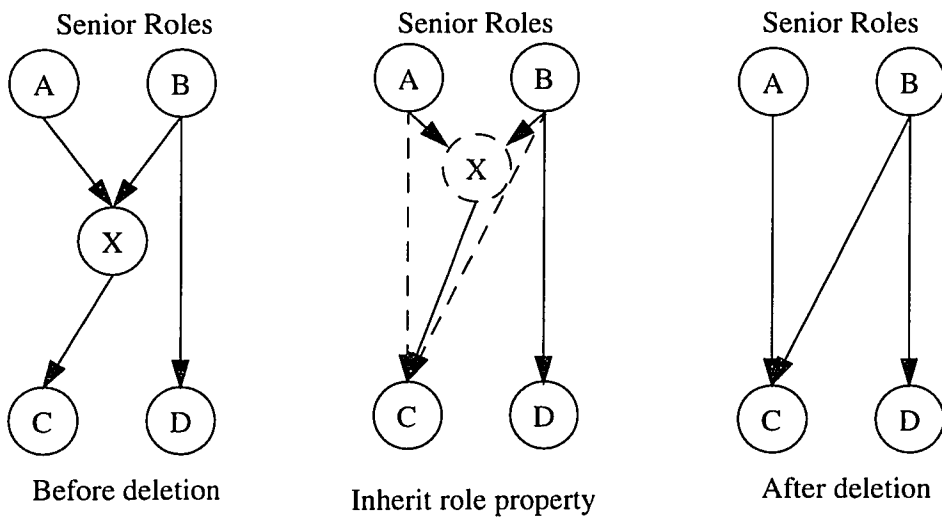 Senior Roles
A
B
X
C
D
Before deletion
Senior Roles
A
B
X
C
D
Inherit role property
Senior Roles
A
B
C
D
After deletion